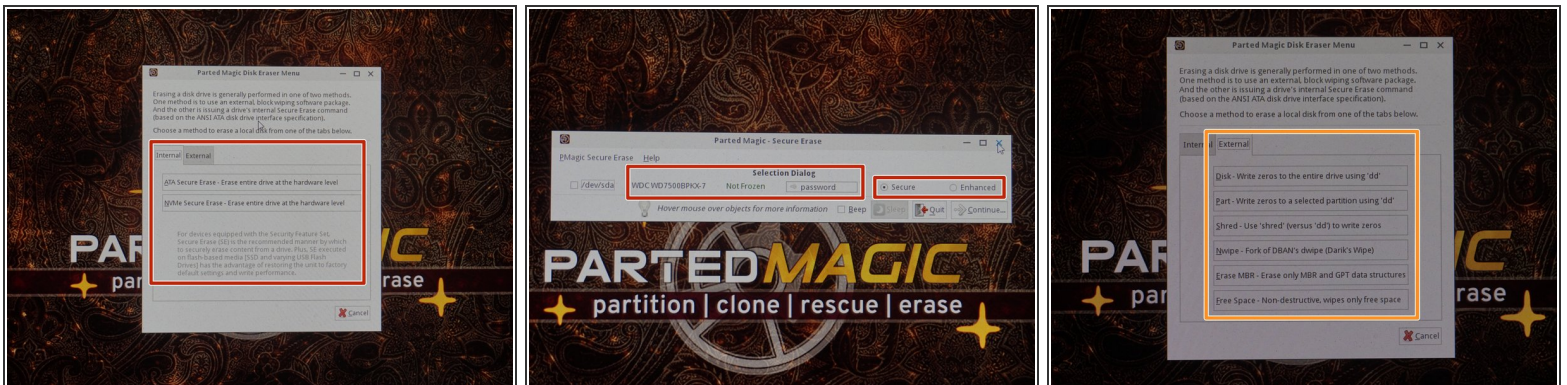 Parted Magic Disk Eraser Menu
Erasing a disk drive is generally performed in one of two methods.
One method is to use an external, block wiping software package.
And the other is issuing a drive's internal Secure Erase command
(based on the ANSI ATA disk drive interface specification).
Choose a method to erase a local disk from one of the tabs below.
Internal External
ATA Secure Erase - Erase entire drive at the hardware level
NVMe Secure Erase - Erase entire drive at the hardware level
For devices equipped with the Security Feature Set,
Secure Erase (SE) is the recommended manner by which
to securely erase content from a drive. Plus, SE executed
on flash-based media [SSD and varying USB Flash
Drives] has the advantage of restoring the unit to factory
default settings and write performance.
Cancel
PAR IC
par erase
Parted Magic - Secure Erase
PMagic Secure Erase Help
Selection Dialog
/dev/sda WDC WD7500BPKX-7 Not Frozen password Secure Enhanced
Hover mouse over objects for more information Beep Sleep Quit Continue...
PARTEDMAGIC
partition | clone | rescue | erase
Parted Magic Disk Eraser Menu
Erasing a disk drive is generally performed in one of two methods.
One method is to use an external, block wiping software package.
And the other is issuing a drive's internal Secure Erase command
(based on the ANSI ATA disk drive interface specification).
Choose a method to erase a local disk from one of the tabs below.
Internal External
Disk - Write zeros to the entire drive using 'dd'
Part - Write zeros to a selected partition using 'dd'
Shred - Use 'shred' (versus 'dd') to write zeros
Nwipe - Fork of DBAN's dwipe (Darik's Wipe)
Erase MBR - Erase only MBR and GPT data structures
Free Space - Non-destructive, wipes only free space
Cancel
PAR IC
par rase